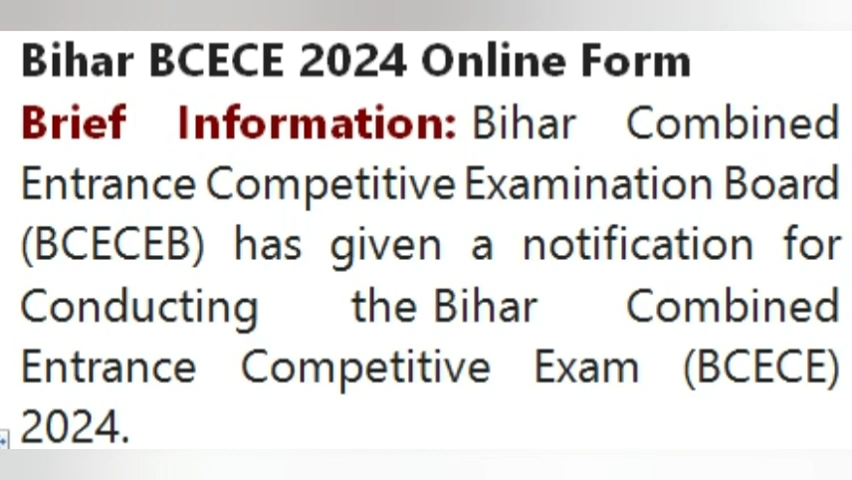 Bihar BCECE 2024 Online Form
Brief Information: Bihar Combined
Entrance Competitive Examination Board
(BCECEB) has given a notification for
Conducting the Bihar Combined
Entrance Competitive Exam (BCECE)
2024.